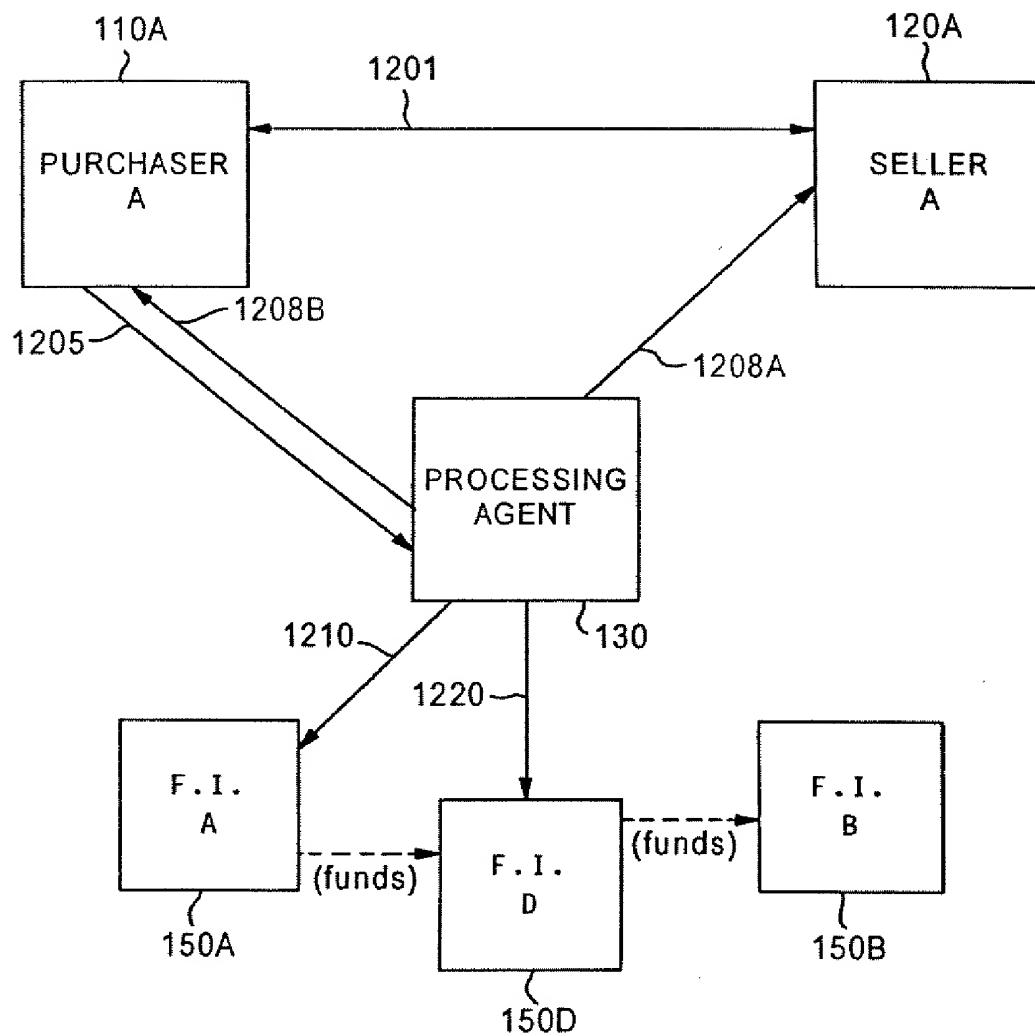 110A
120A
1201
PURCHASER
A
SELLER
A
1208B
1205
1208A
PROCESSING
AGENT
1210
130
1220
F.I.
A
F.I.
B
(funds)
(funds)
F.I.
D
150A
150B
150D